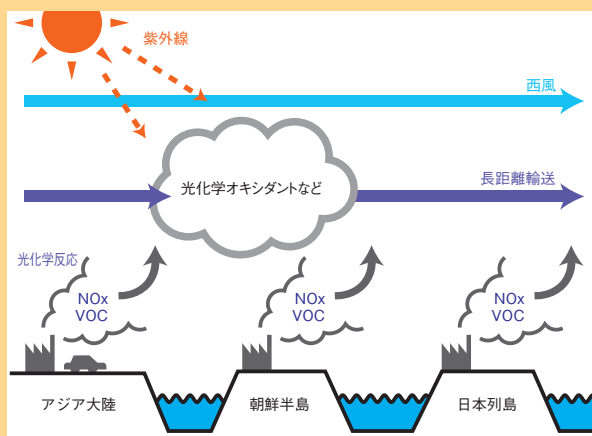 紫外線
西風
光化学オキシダントなど
長距離輸送
光化学反応
NOx
VOC
NOx
VOC
NOx
VOC
アジア大陸
朝鮮半島
日本列島